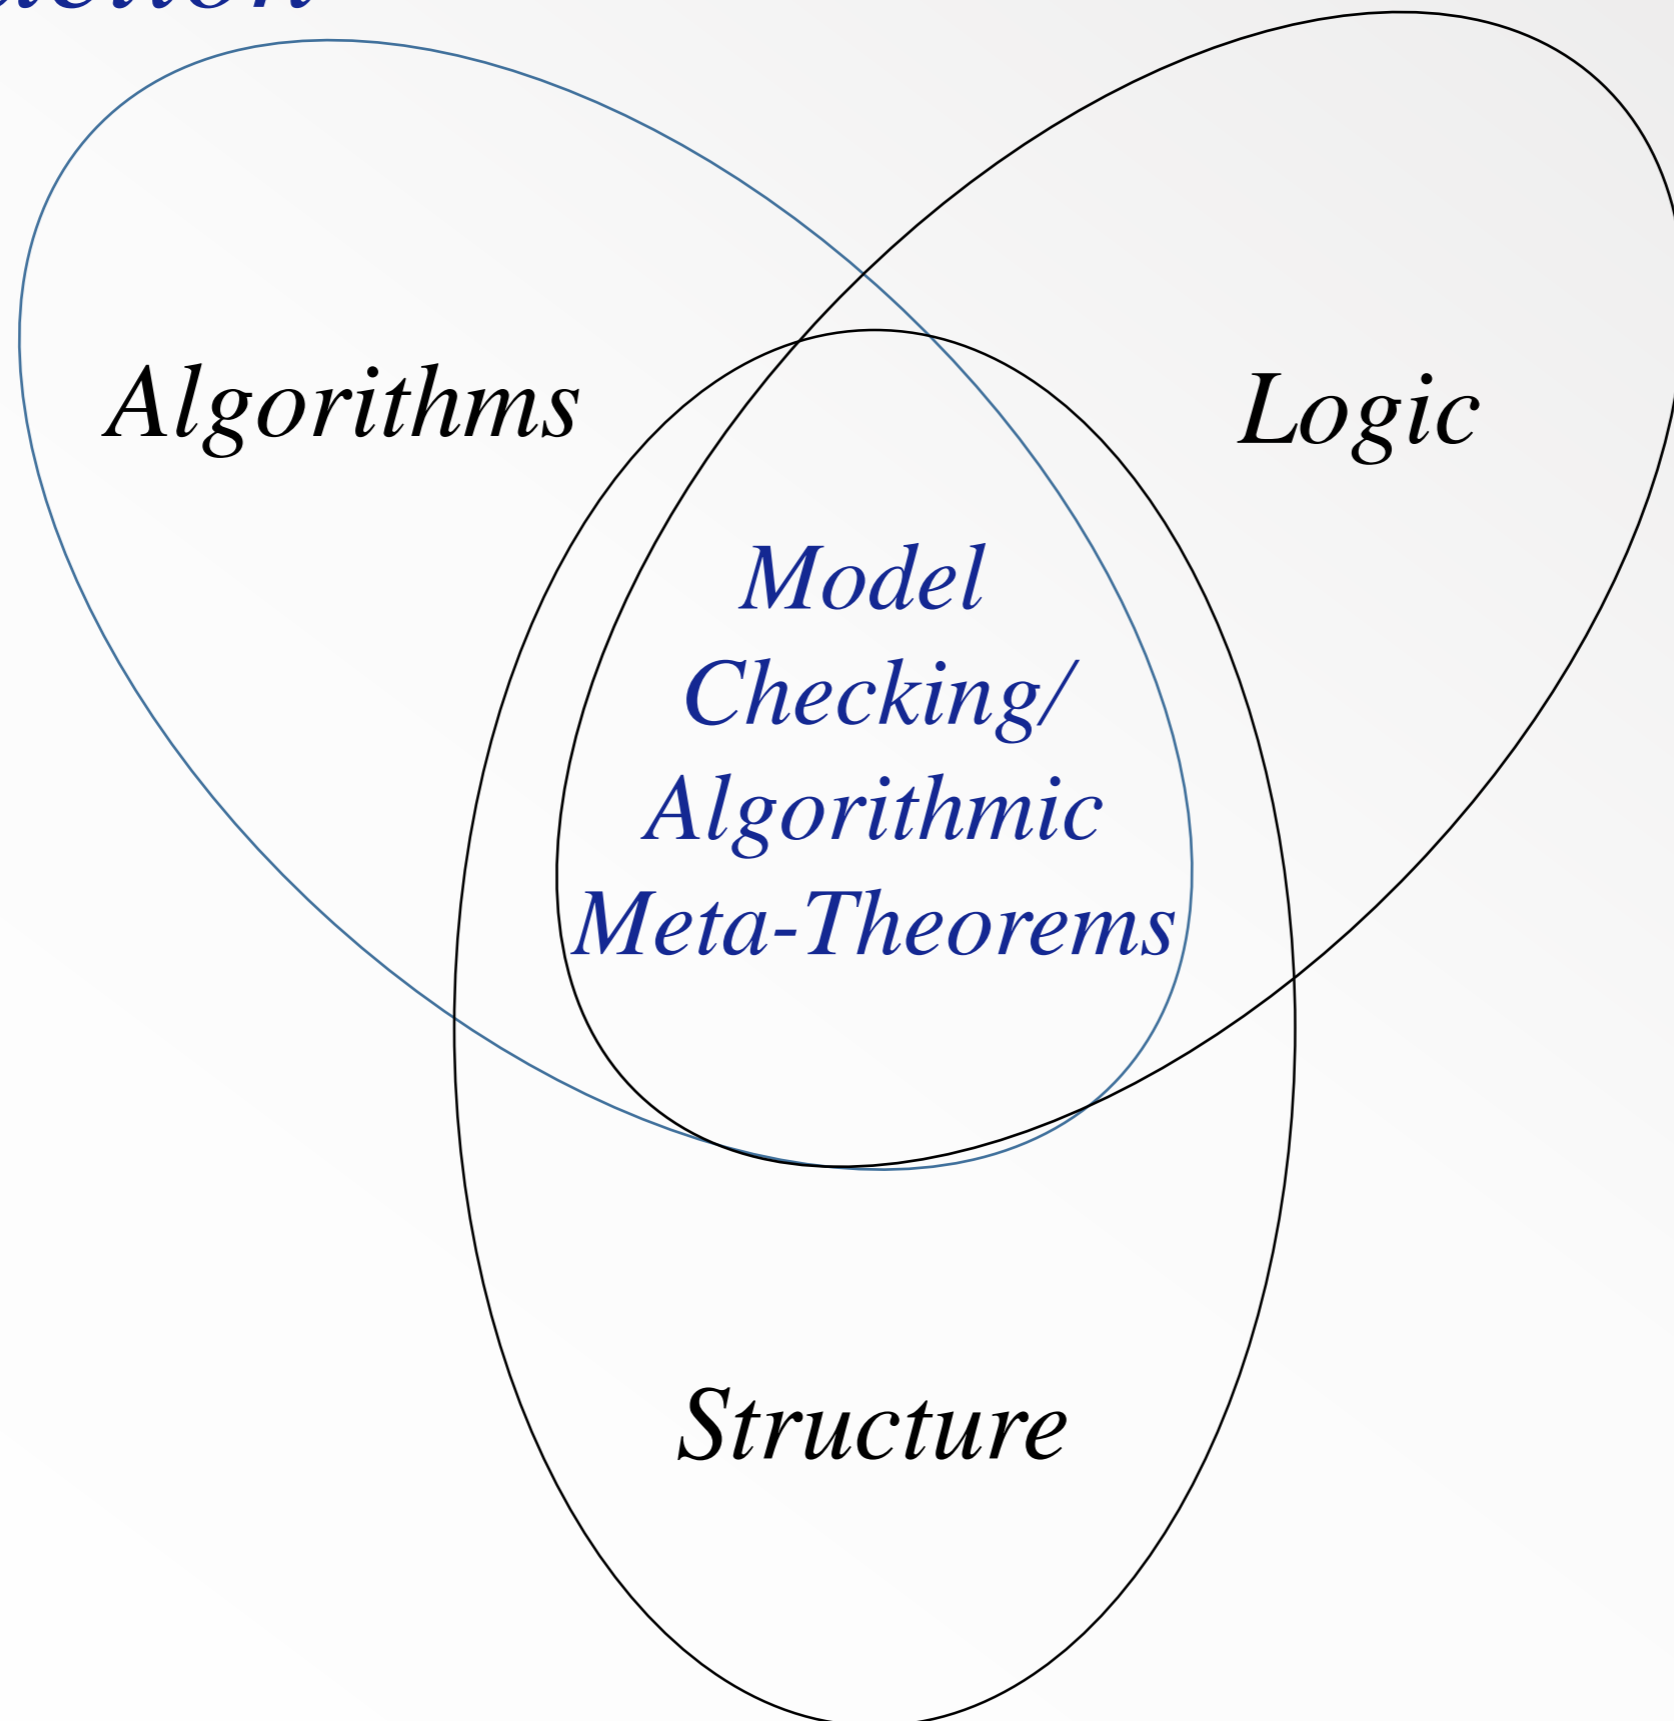 Algorithms
Logic
Model
Checking/
Algorithmic
Meta-Theorems
Structure